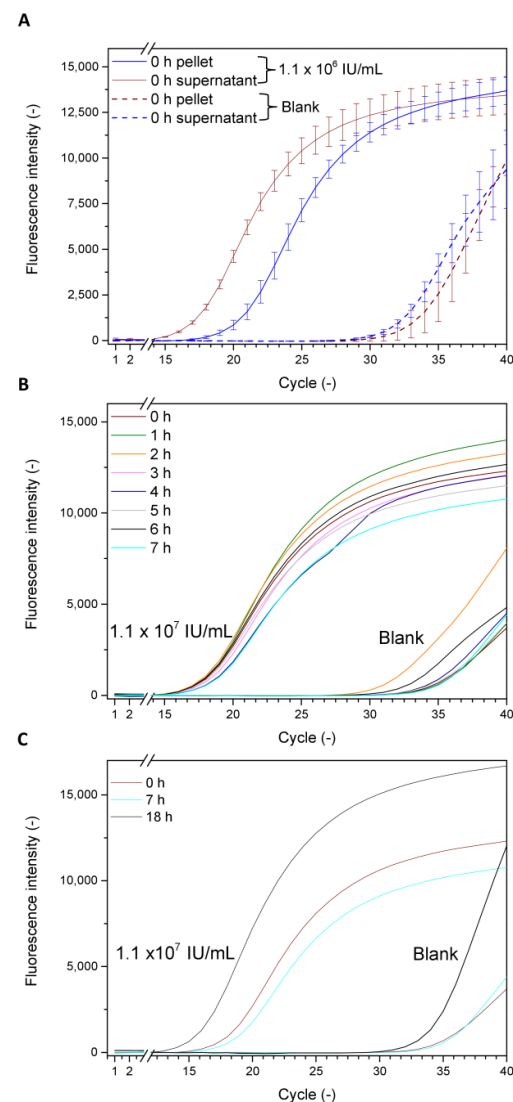 A
Fluorescence intensity (-)
15,000
12,500
10,000
7,500
5,000
2,500
0
0 h pellet
0 h supernatant
1.1 x 10⁶ IU/mL
0 h pellet
0 h supernatant
Blank
1 2 15 20 25 30 35 40
Cycle (-)
B
Fluorescence intensity (-)
15,000
10,000
5,000
0
0 h
1 h
2 h
3 h
4 h
5 h
6 h
7 h
1.1 x 10⁷ IU/mL
Blank
1 2 15 20 25 30 35 40
Cycle (-)
C
Fluorescence intensity (-)
15,000
10,000
5,000
0
0 h
7 h
18 h
1.1 x10⁷ IU/mL
Blank
1 2 15 20 25 30 35 40
Cycle (-)